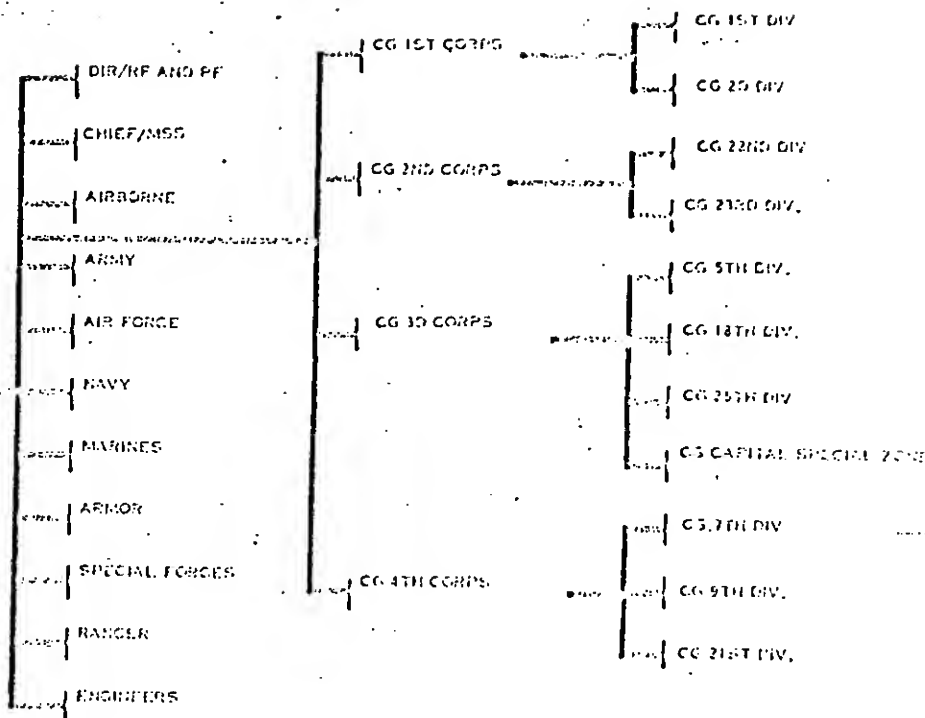 DIR/RF AND PF
CHIEF/MSS
AIRBORNE
ARMY
AIR FORCE
NAVY
MARINES
ARMOR
SPECIAL FORCES
RANGER
ENGINEERS
CG 1ST CORPS
CG 2ND CORPS
CG 3D CORPS
CG 4TH CORPS
CG 1ST DIV
CG 2D DIV
CG 22ND DIV
CG 23RD DIV.
CG 5TH DIV.
CG 18TH DIV.
CG 25TH DIV
CG CAPITAL SPECIAL ZONE
CG 7TH DIV
CG 9TH DIV.
CG 21ST DIV.